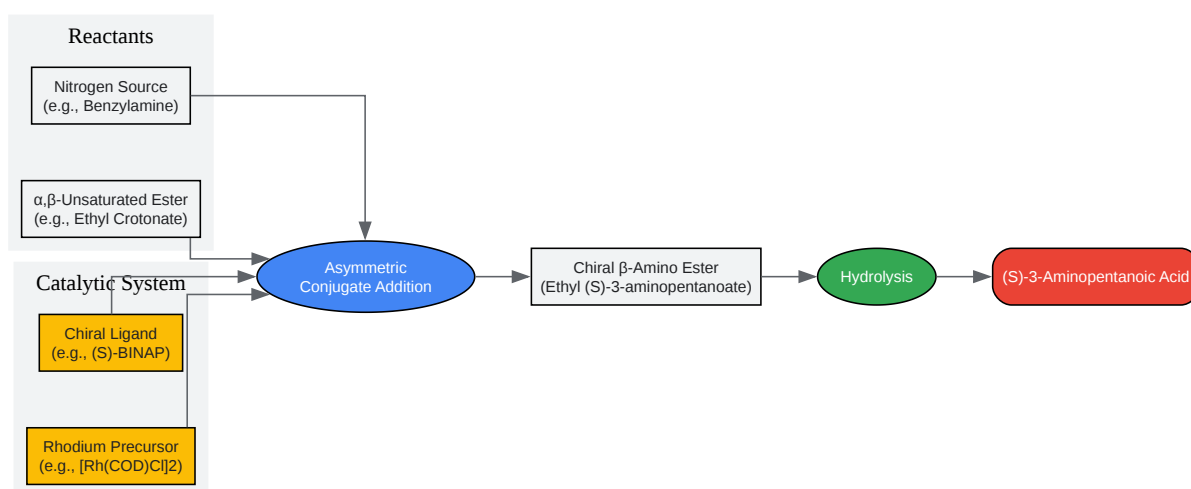 Reactants
Nitrogen Source
(e.g., Benzylamine)
α,β-Unsaturated Ester
(e.g., Ethyl Crotonate)
Catalytic System
Chiral Ligand
(e.g., (S)-BINAP)
Rhodium Precursor
(e.g., [Rh(COD)Cl]2)
Asymmetric
Conjugate Addition
Chiral β-Amino Ester
(Ethyl (S)-3-aminopentanoate)
Hydrolysis
(S)-3-Aminopentanoic Acid